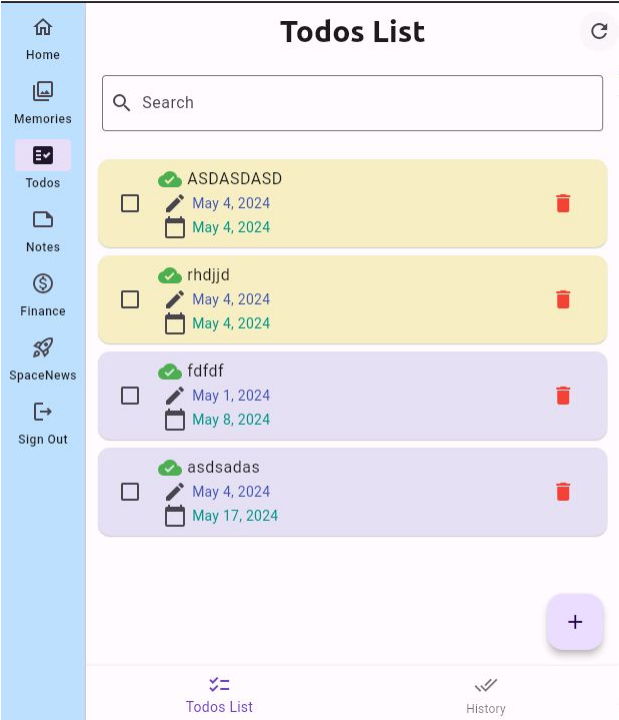 Home
Memories
Todos
Notes
Finance
SpaceNews
Sign Out
Todos List
Search
ASDASDASD
May 4, 2024
May 4, 2024
rhdjjd
May 4, 2024
May 4, 2024
fdfdf
May 1, 2024
May 8, 2024
asdsadas
May 4, 2024
May 17, 2024
Todos List
History